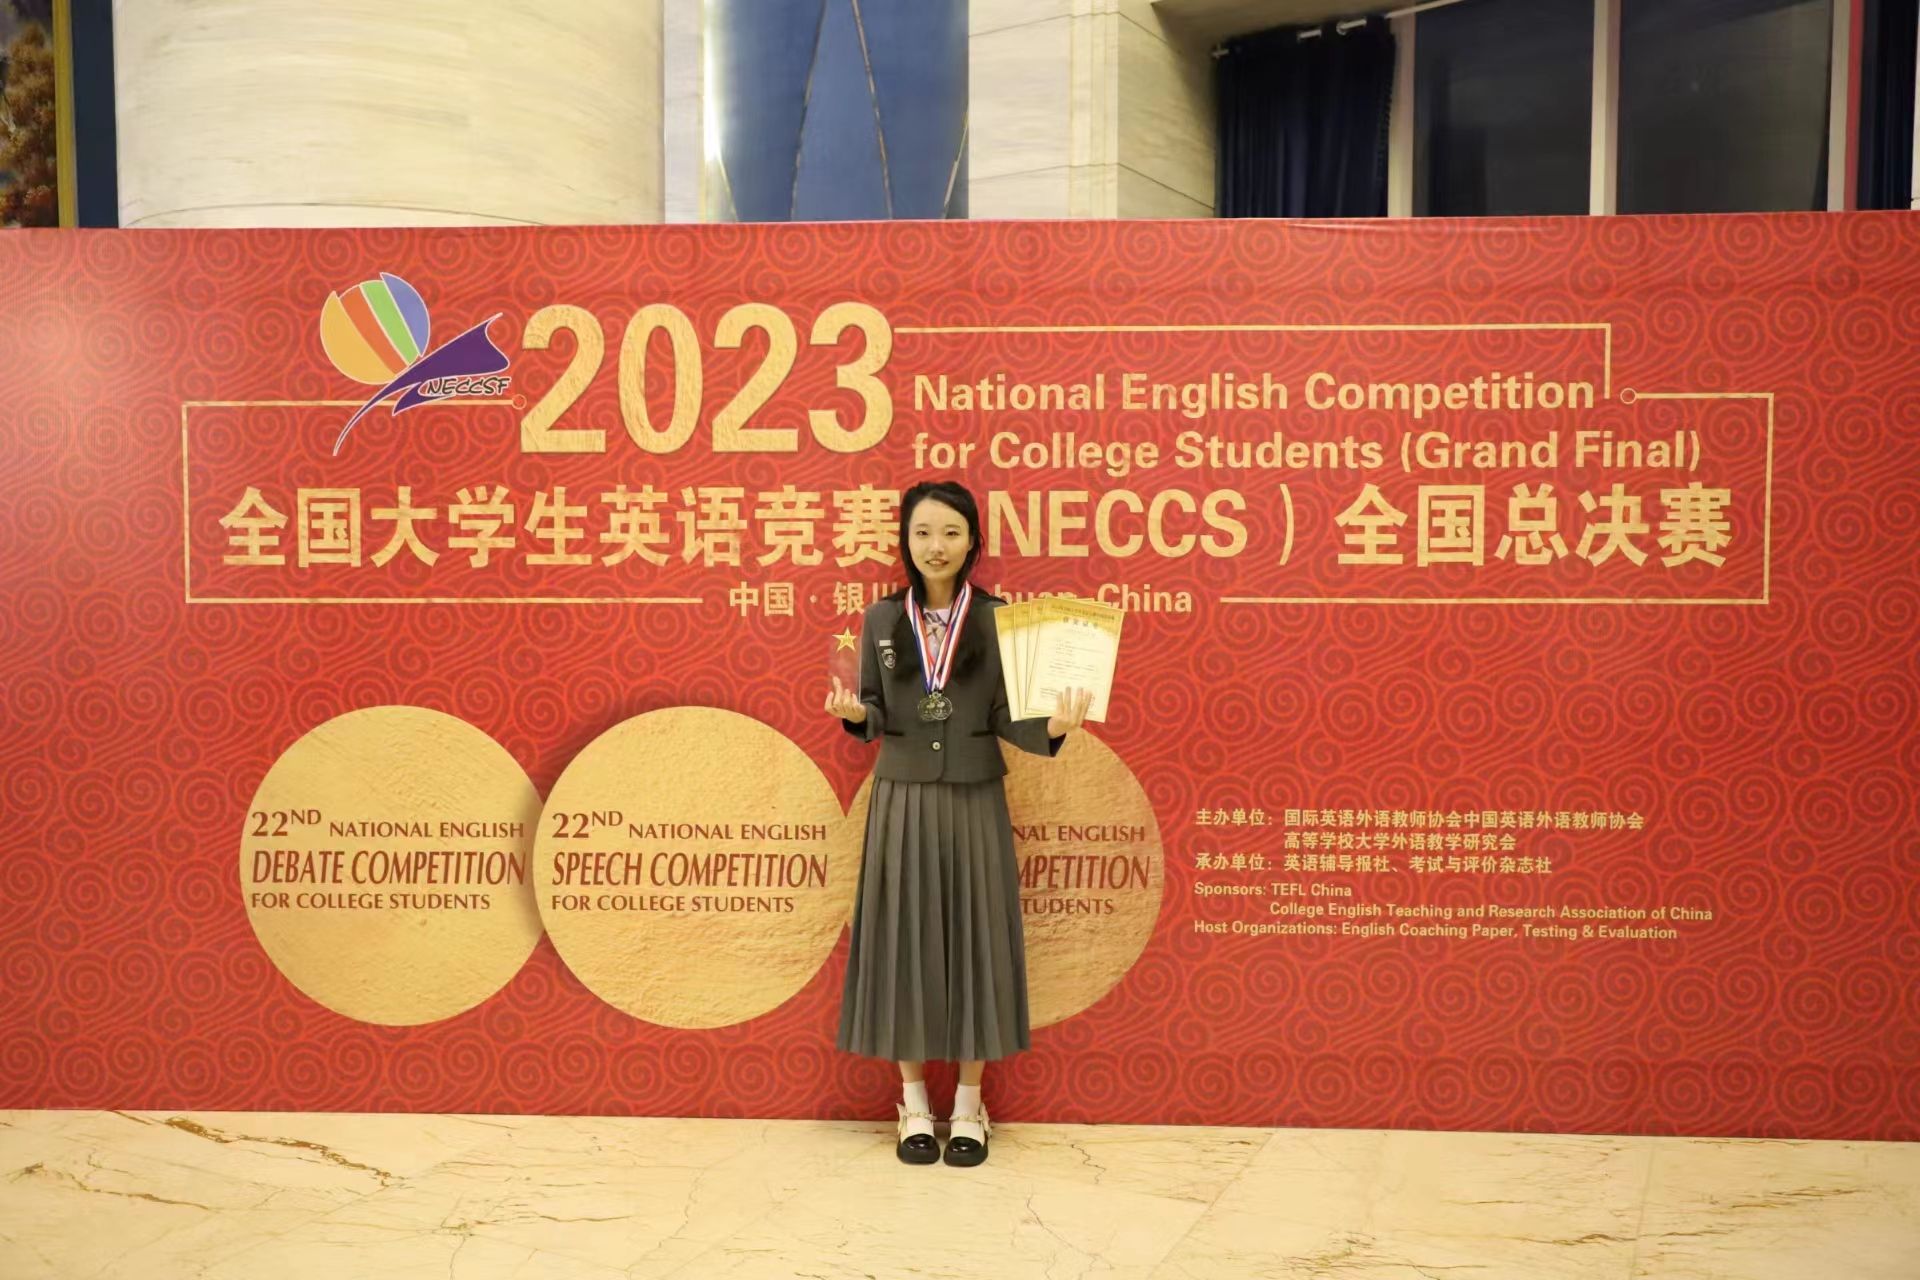 NECCSF
2023
National English Competition
for College Students (Grand Final)
全国大学生英语竞赛 NECCS ）全国总决赛
中国·银川 China
22ND NATIONAL ENGLISH
DEBATE COMPETITION
FOR COLLEGE STUDENTS
22ND NATIONAL ENGLISH
SPEECH COMPETITION
FOR COLLEGE STUDENTS
ENGLISH
主办单位：国际英语外语教师协会中国英语外语教师协会
高等学校大学外语教学研究会
承办单位：英语辅导报社、考试与评价杂志社
Sponsors: TEFL China
College English Teaching and Research Association of China
Host Organizations: English Coaching Paper, Testing & Evaluation